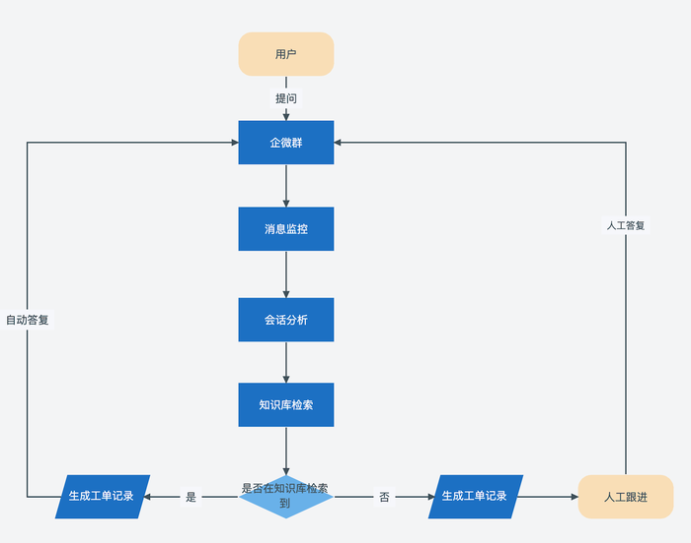 用户
提问
企微群
人工答复
消息监控
自动答复
会话分析
知识库检索
生成工单记录
是
是否在知识库检索
到
否
生成工单记录
人工跟进